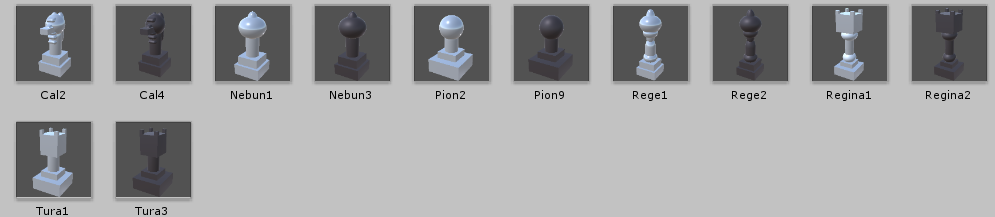 Cal2 Cal4 Nebun1 Nebun3 Pion2 Pion9 Rege1 Rege2 Regina1 Regina2
Tura1 Tura3